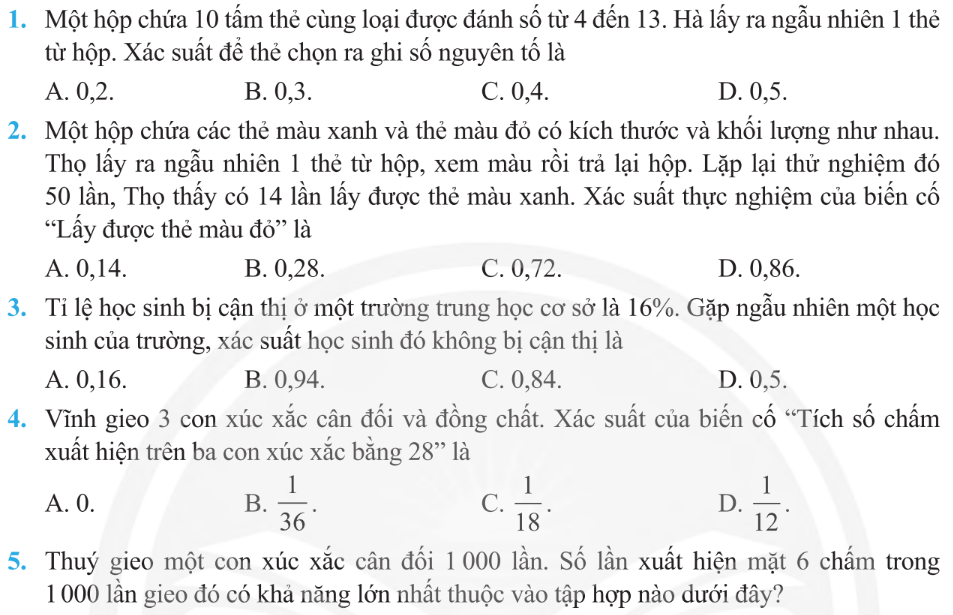 1. Một hộp chứa 10 tấm thẻ cùng loại được đánh số từ 4 đến 13. Hà lấy ra ngẫu nhiên 1 thẻ
từ hộp. Xác suất để thẻ chọn ra ghi số nguyên tố là
A. 0,2. B. 0,3. C. 0,4. D. 0,5.
2. Một hộp chứa các thẻ màu xanh và thẻ màu đỏ có kích thước và khối lượng như nhau.
Thọ lấy ra ngẫu nhiên 1 thẻ từ hộp, xem màu rồi trả lại hộp. Lặp lại thử nghiệm đó
50 lần, Thọ thấy có 14 lần lấy được thẻ màu xanh. Xác suất thực nghiệm của biến cố
“Lấy được thẻ màu đỏ” là
A. 0,14. B. 0,28. C. 0,72. D. 0,86.
3. Tỉ lệ học sinh bị cận thị ở một trường trung học cơ sở là 16%. Gặp ngẫu nhiên một học
sinh của trường, xác suất học sinh đó không bị cận thị là
A. 0,16. B. 0,94. C. 0,84. D. 0,5.
4. Vĩnh gieo 3 con xúc xắc cân đối và đồng chất. Xác suất của biến cố “Tích số chấm
xuất hiện trên ba con xúc xắc bằng 28” là
A. 0. B. 1/36. C. 1/18. D. 1/12.
5. Thuý gieo một con xúc xắc cân đối 1 000 lần. Số lần xuất hiện mặt 6 chấm trong
1 000 lần gieo đó có khả năng lớn nhất thuộc vào tập hợp nào dưới đây?